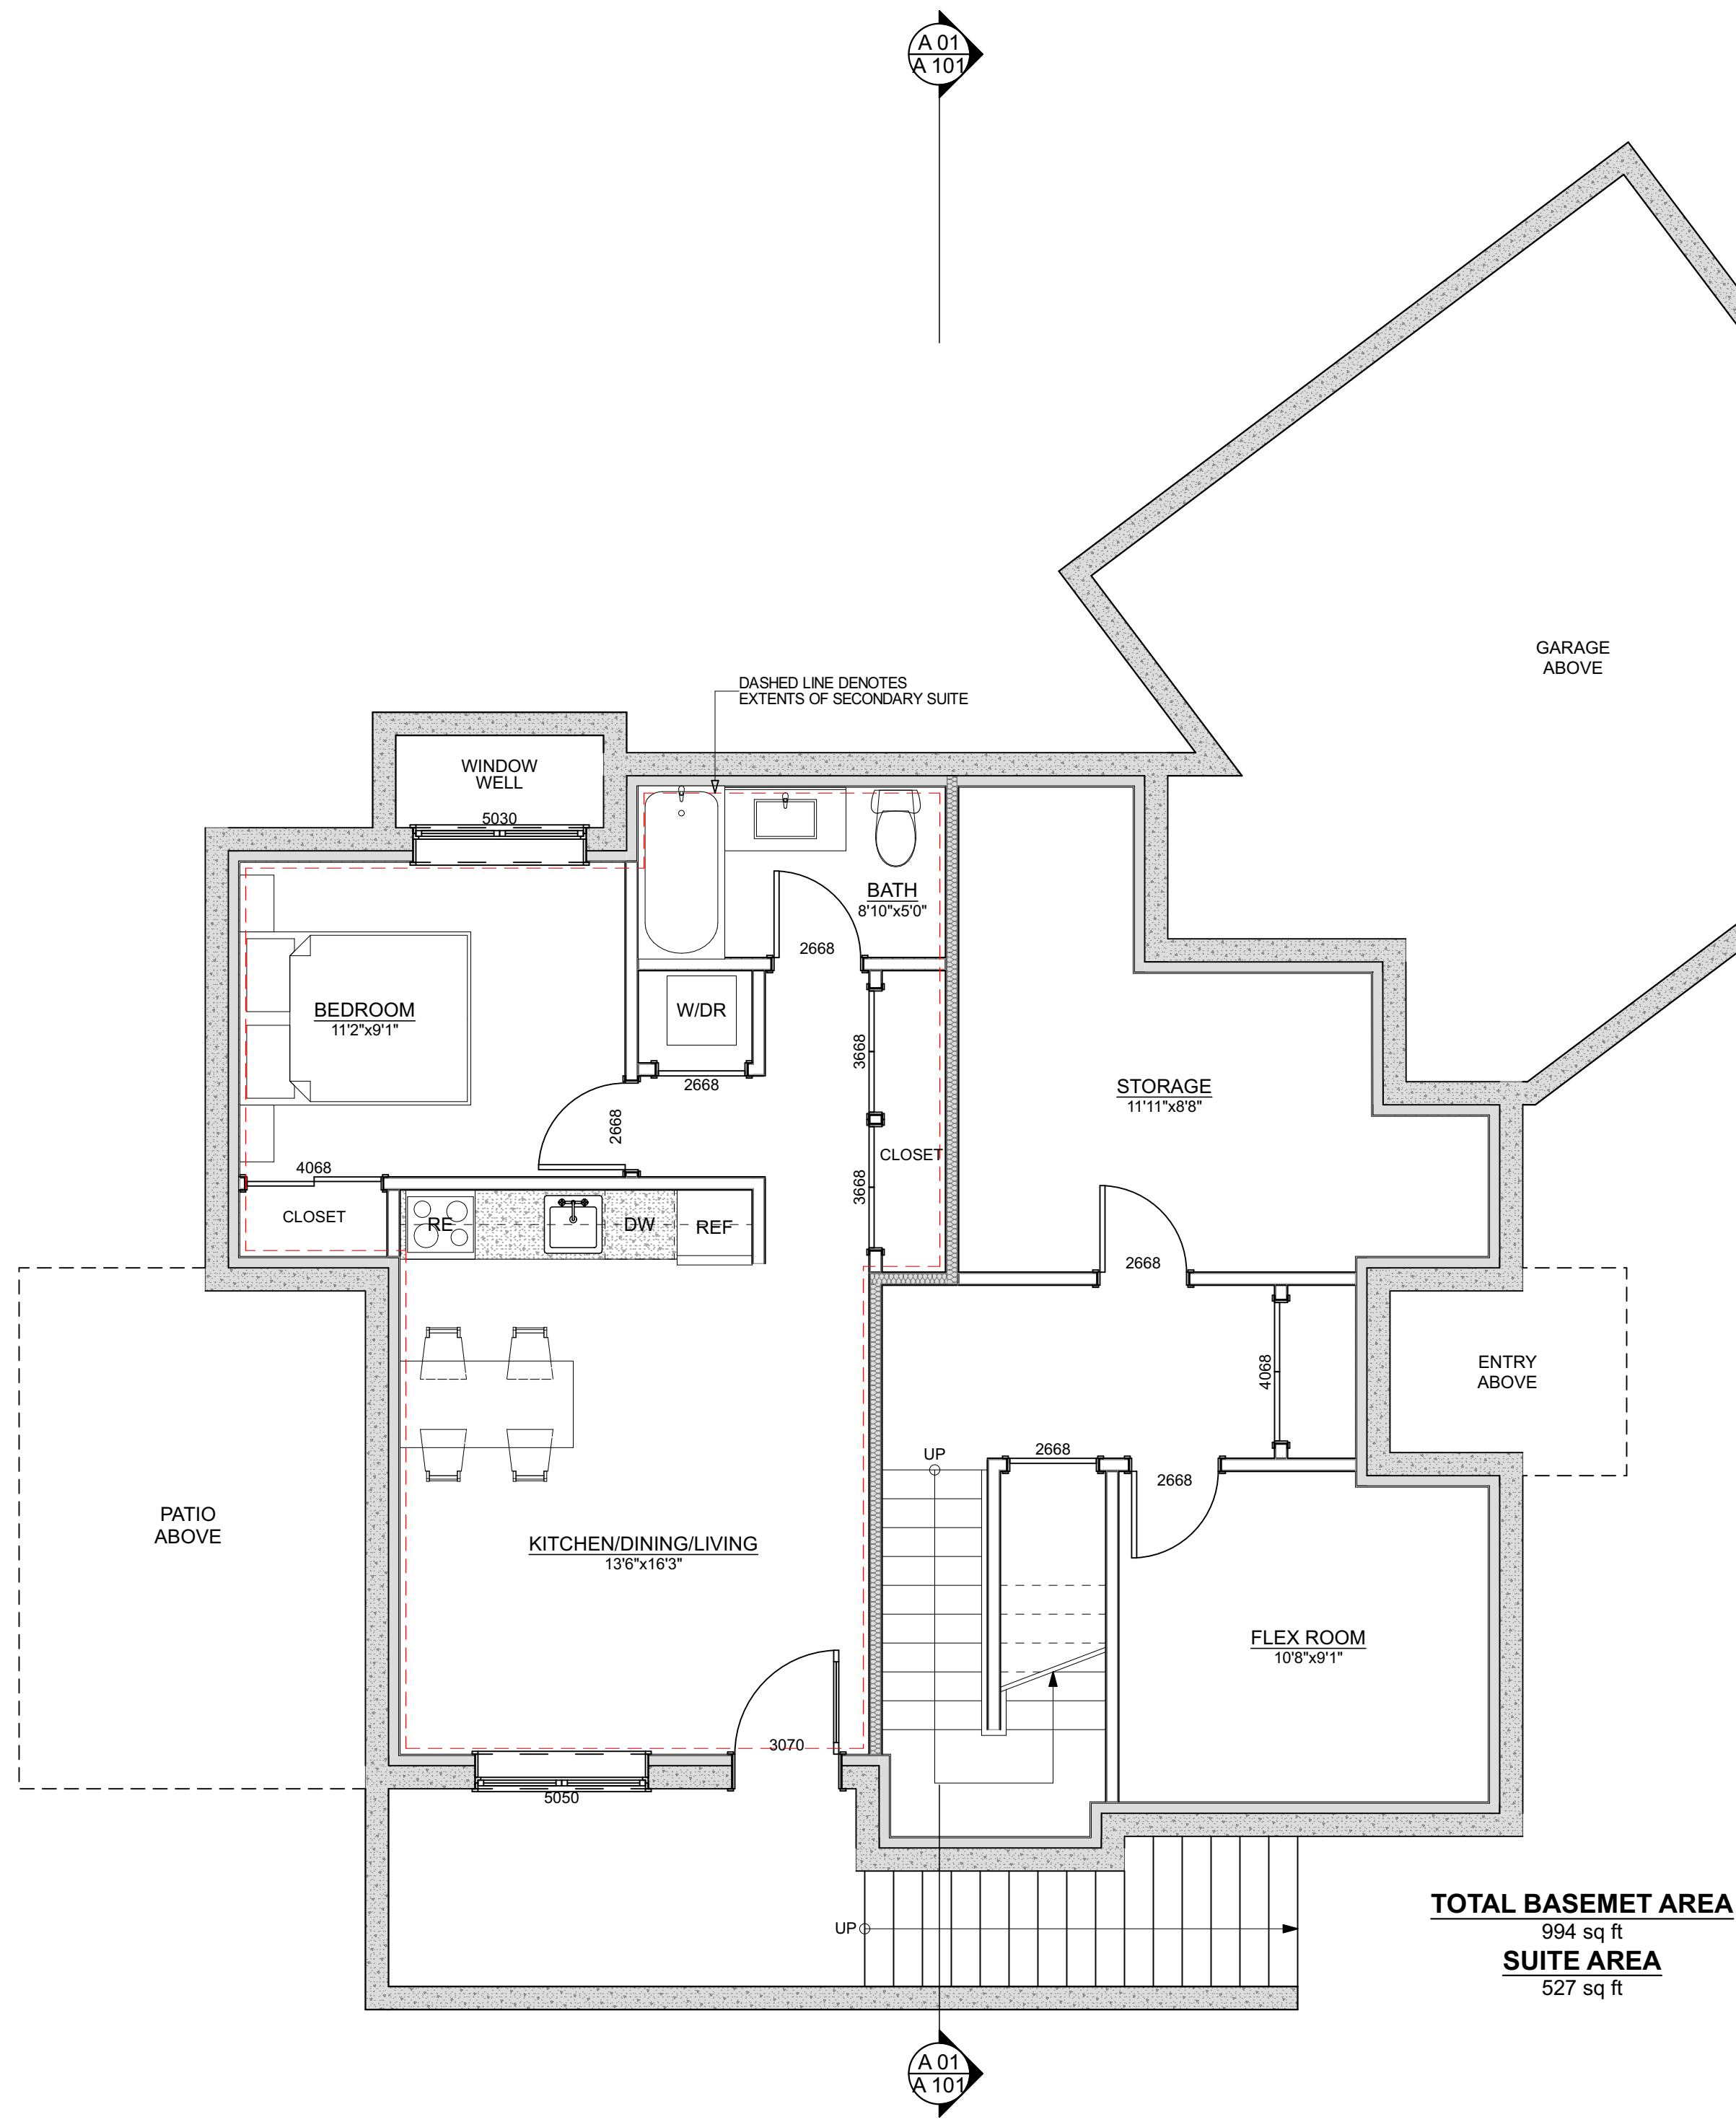 A 01
A 101
GARAGE
ABOVE
DASHED LINE DENOTES
EXTENTS OF SECONDARY SUITE
WINDOW
WELL
5030
BATH
8'10"x5'0"
2668
BEDROOM
11'2"x9'1"
W/DR
2668
2668
3668
3668
CLOSET
STORAGE
11'11"x8'8"
4068
CLOSET
RE
DW
REF
2668
4068
ENTRY
ABOVE
UP
2668
2668
PATIO
ABOVE
KITCHEN/DINING/LIVING
13'6"x16'3"
FLEX ROOM
10'8"x9'1"
3070
5050
UP
TOTAL BASEMET AREA
994 sq ft
SUITE AREA
527 sq ft
A 01
A 101